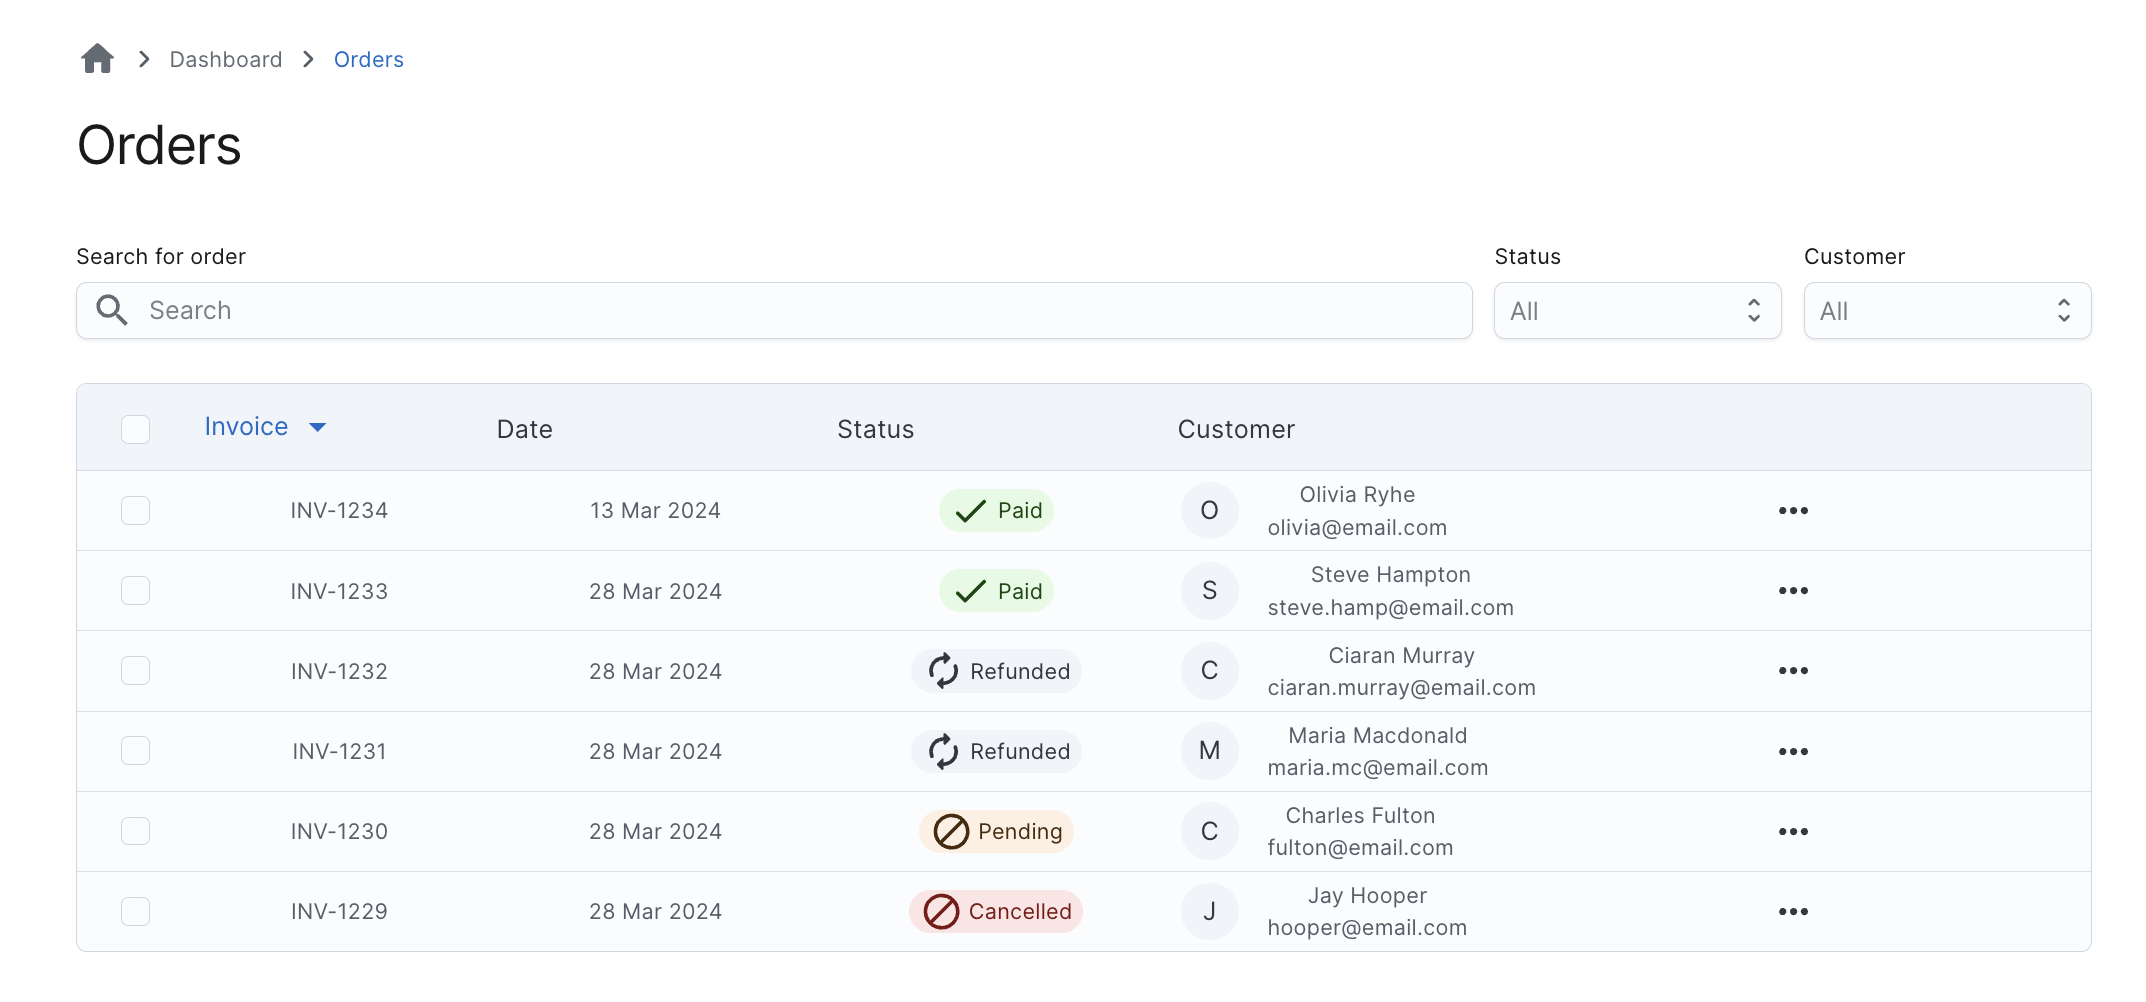 Dashboard Orders
Orders
Search for order Status Customer
Search All All
Invoice Date Status Customer
INV-1234 13 Mar 2024 Paid O Olivia Ryhe
olivia@email.com
INV-1233 28 Mar 2024 Paid S Steve Hampton
steve.hamp@email.com
INV-1232 28 Mar 2024 Refunded C Ciaran Murray
ciaran.murray@email.com
INV-1231 28 Mar 2024 Refunded M Maria Macdonald
maria.mc@email.com
INV-1230 28 Mar 2024 Pending C Charles Fulton
fulton@email.com
INV-1229 28 Mar 2024 Cancelled J Jay Hooper
hooper@email.com